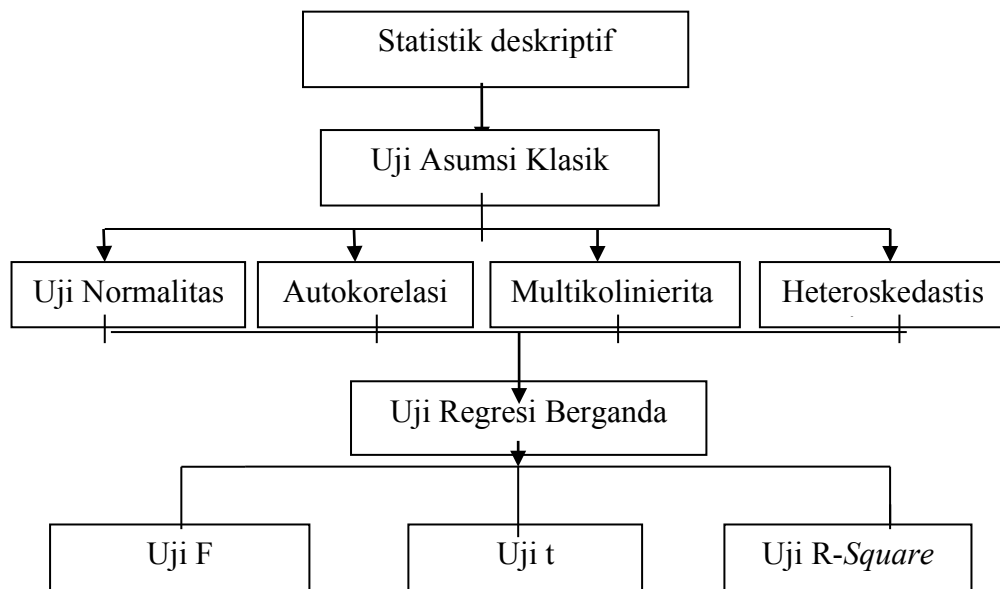 Statistik deskriptif
Uji Asumsi Klasik
Uji Normalitas
Autokorelasi
Multikolinierita
Heteroskedastis
Uji Regresi Berganda
Uji F
Uji t
Uji R-Square